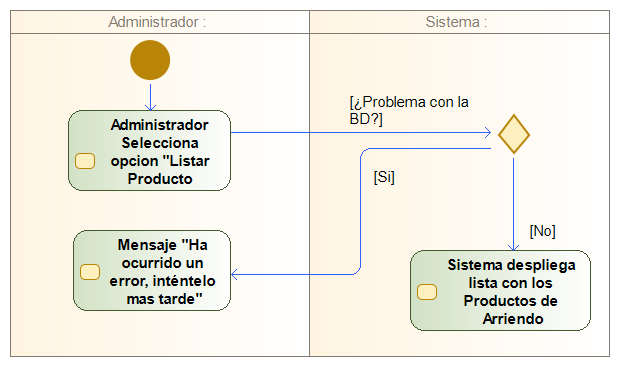 Administrador :
Sistema :
[¿Problema con la
BD?]
Administrador
Selecciona
opcion "Listar
Producto
[Si]
[No]
Mensaje "Ha
ocurrido un
error, inténtelo
mas tarde"
Sistema despliega
lista con los
Productos de
Arriendo